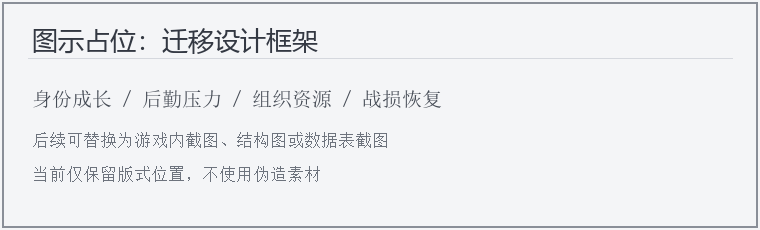 图示占位：迁移设计框架
身份成长 / 后勤压力 / 组织资源 / 战损恢复
后续可替换为游戏内截图、结构图或数据表截图
当前仅保留版式位置，不使用伪造素材